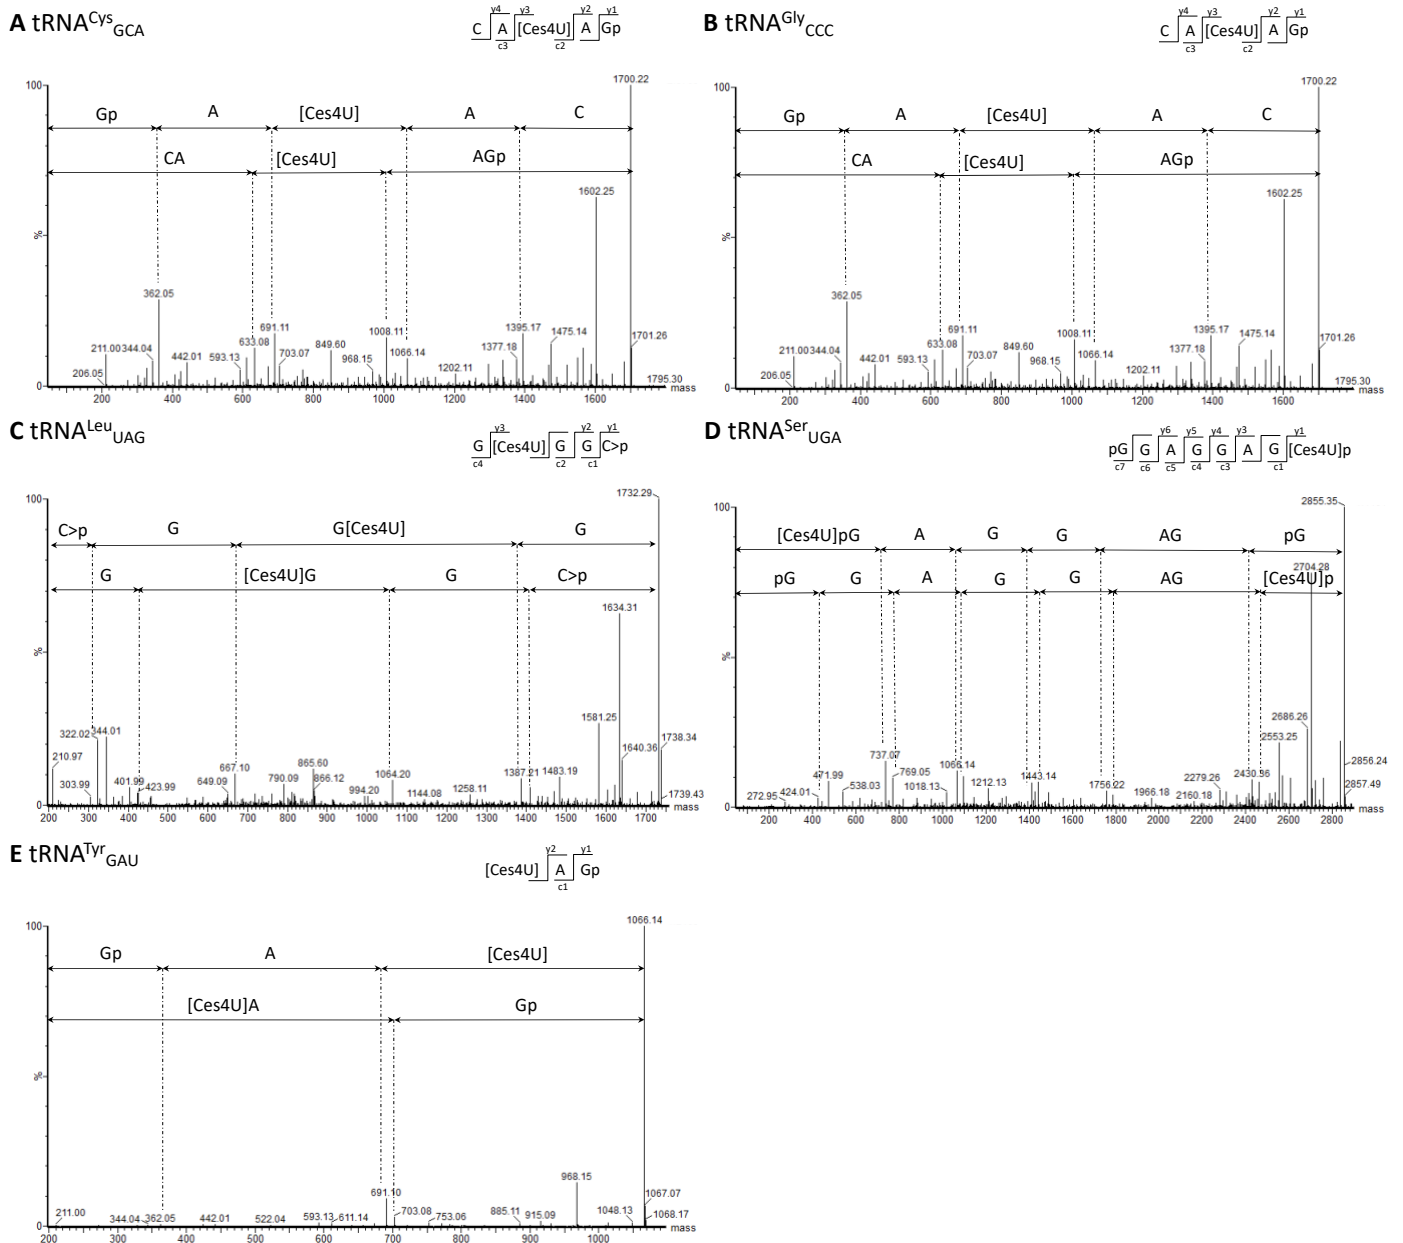 A tRNA^Cys_GCA
y4 y3 y2 y1
C A [Ces4U] A Gp
c3 c2
100
1700.22
Gp A [Ces4U] A C
CA [Ces4U] AGp
1602.25
%
362.05
211.00 344.04 442.01 593.13 633.08 691.11 703.07 849.60 968.15 1008.11 1066.14 1202.11 1377.18 1395.17 1475.14 1701.26
206.05 1795.30
0
mass
200 400 600 800 1000 1200 1400 1600
B tRNA^Gly_CCC
y4 y3 y2 y1
C A [Ces4U] A Gp
c3 c2
100
1700.22
Gp A [Ces4U] A C
CA [Ces4U] AGp
1602.25
%
362.05
211.00 344.04 442.01 593.13 633.08 691.11 703.07 849.60 968.15 1008.11 1066.14 1202.11 1377.18 1395.17 1475.14 1701.26
206.05 1795.30
0
mass
200 400 600 800 1000 1200 1400 1600
C tRNA^Leu_UAG
y3 y2 y1
G [Ces4U] G G C>p
c4 c2 c1
100
1732.29
C>p G G[Ces4U] G
G [Ces4U]G G C>p
1634.31
%
1581.25
322.02 344.01
210.97 303.99 401.99 423.99 649.09 667.10 790.09 865.60 866.12 994.20 1064.20 1144.08 1258.11 1387.21 1483.19 1640.36 1738.34
1739.43
0
mass
200 300 400 500 600 700 800 900 1000 1100 1200 1300 1400 1500 1600 1700
D tRNA^Ser_UGA
y6 y5 y4 y3 y1
pG G A G G A G [Ces4U]p
c7 c6 c5 c4 c3 c1
100
2855.35
[Ces4U]pG A G G AG pG
2704.28
pG G A G G AG [Ces4U]p
%
2686.26
2553.25
272.95 424.01 471.99 538.03 737.07 769.05 1018.13 1066.14 1212.13 1443.14 1756.22 1966.18 2160.18 2279.26 2430.36 2856.24
2857.49
0
mass
200 400 600 800 1000 1200 1400 1600 1800 2000 2200 2400 2600 2800
E tRNA^Tyr_GAU
y2 y1
[Ces4U] A Gp
c1
100
1066.14
Gp A [Ces4U]
[Ces4U]A Gp
%
968.15
691.10
211.00 344.04 362.05 442.01 522.04 593.13 611.14 703.08 753.06 885.11 915.09 1048.13 1067.07
1068.17
0
mass
200 300 400 500 600 700 800 900 1000